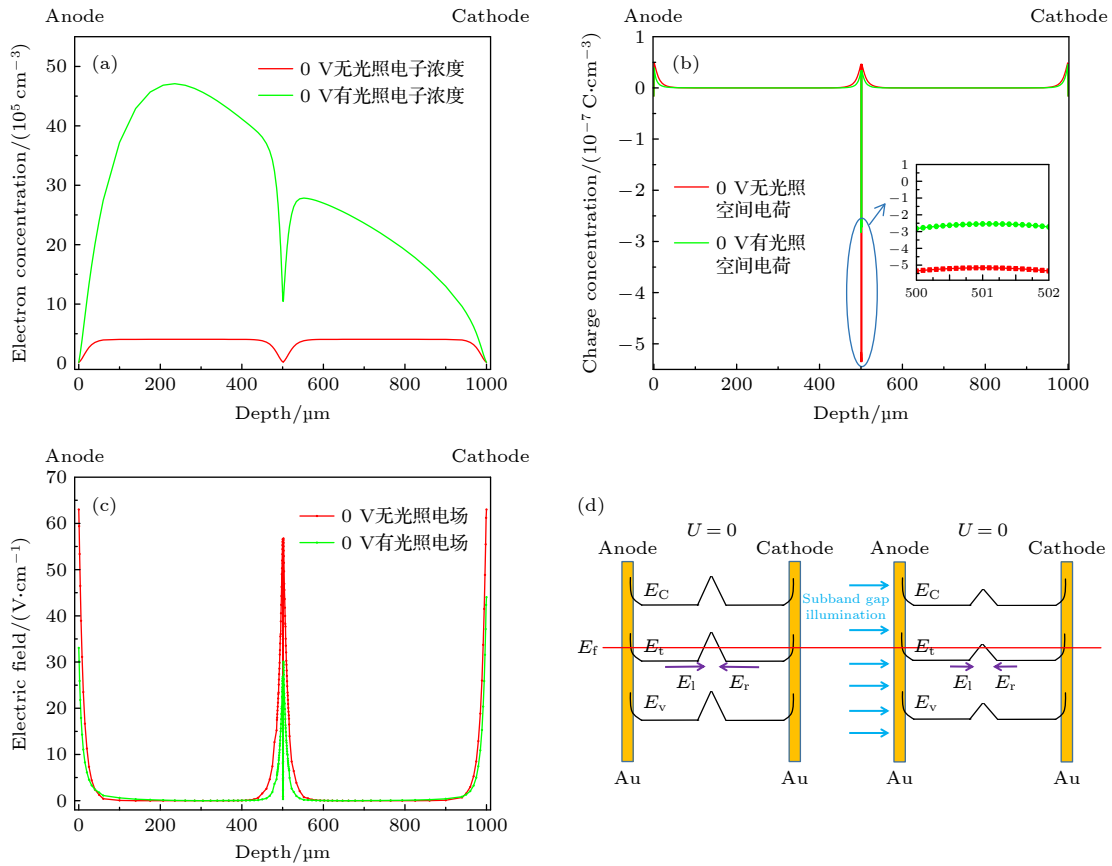 Anode
Cathode
(a)
0 V无光照电子浓度
0 V有光照电子浓度
Electron concentration/(10⁵ cm⁻³)
50
40
30
20
10
0
0
200
400
600
800
1000
Depth/μm
Anode
Cathode
(b)
0 V无光照
空间电荷
0 V有光照
空间电荷
Charge concentration/(10⁻⁷ C·cm⁻³)
1
0
−1
−2
−3
−4
−5
1
0
−1
−2
−3
−4
−5
500
501
502
0
200
400
600
800
1000
Depth/μm
Anode
Cathode
(c)
0 V无光照电场
0 V有光照电场
Electric field/(V·cm⁻¹)
70
60
50
40
30
20
10
0
0
200
400
600
800
1000
Depth/μm
(d)
U = 0
U = 0
Anode
Cathode
Anode
Cathode
E_C
Subband gap
illumination
E_C
E_f
E_t
E_t
E_l
E_r
E_l
E_r
E_v
E_v
Au
Au
Au
Au